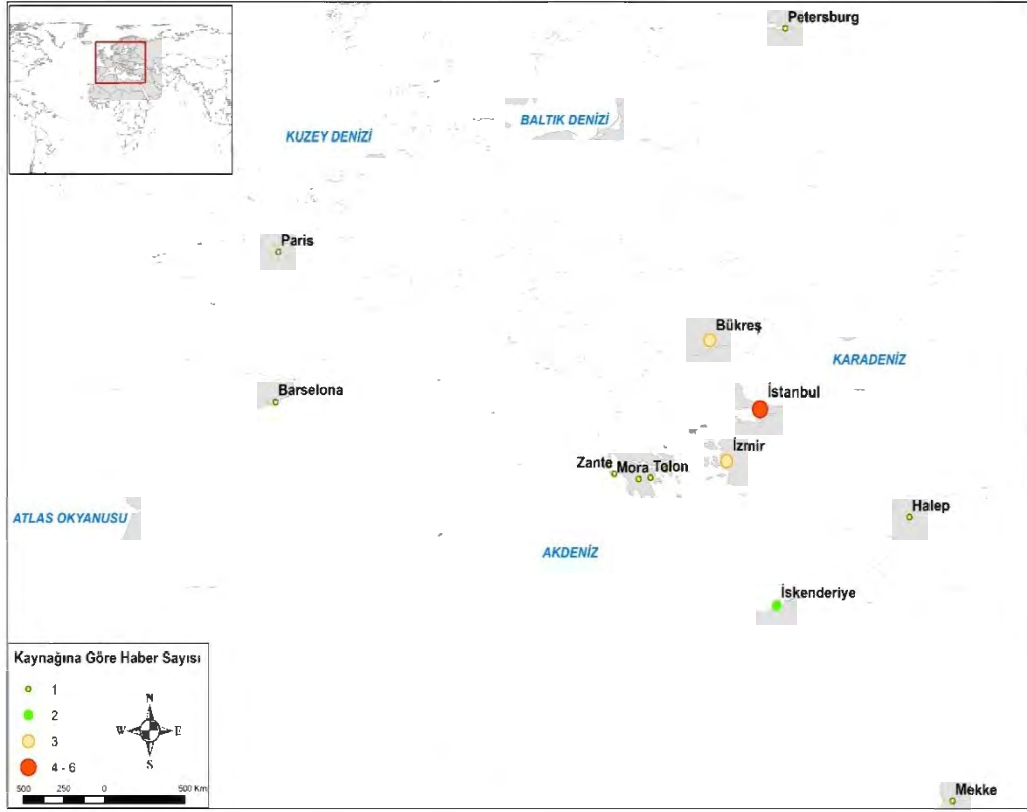 Petersburg
BALTIK DENİZİ
KUZEY DENİZİ
Paris
Bükreş
KARADENİZ
Barselona
İstanbul
İzmir
Zante Mora Tolon
Halep
ATLAS OKYANUSU
AKDENİZ
İskenderiye
Kaynağına Göre Haber Sayısı
1
2
3
4 - 6
N
W E
S
500 250 0 500 Km
Mekke